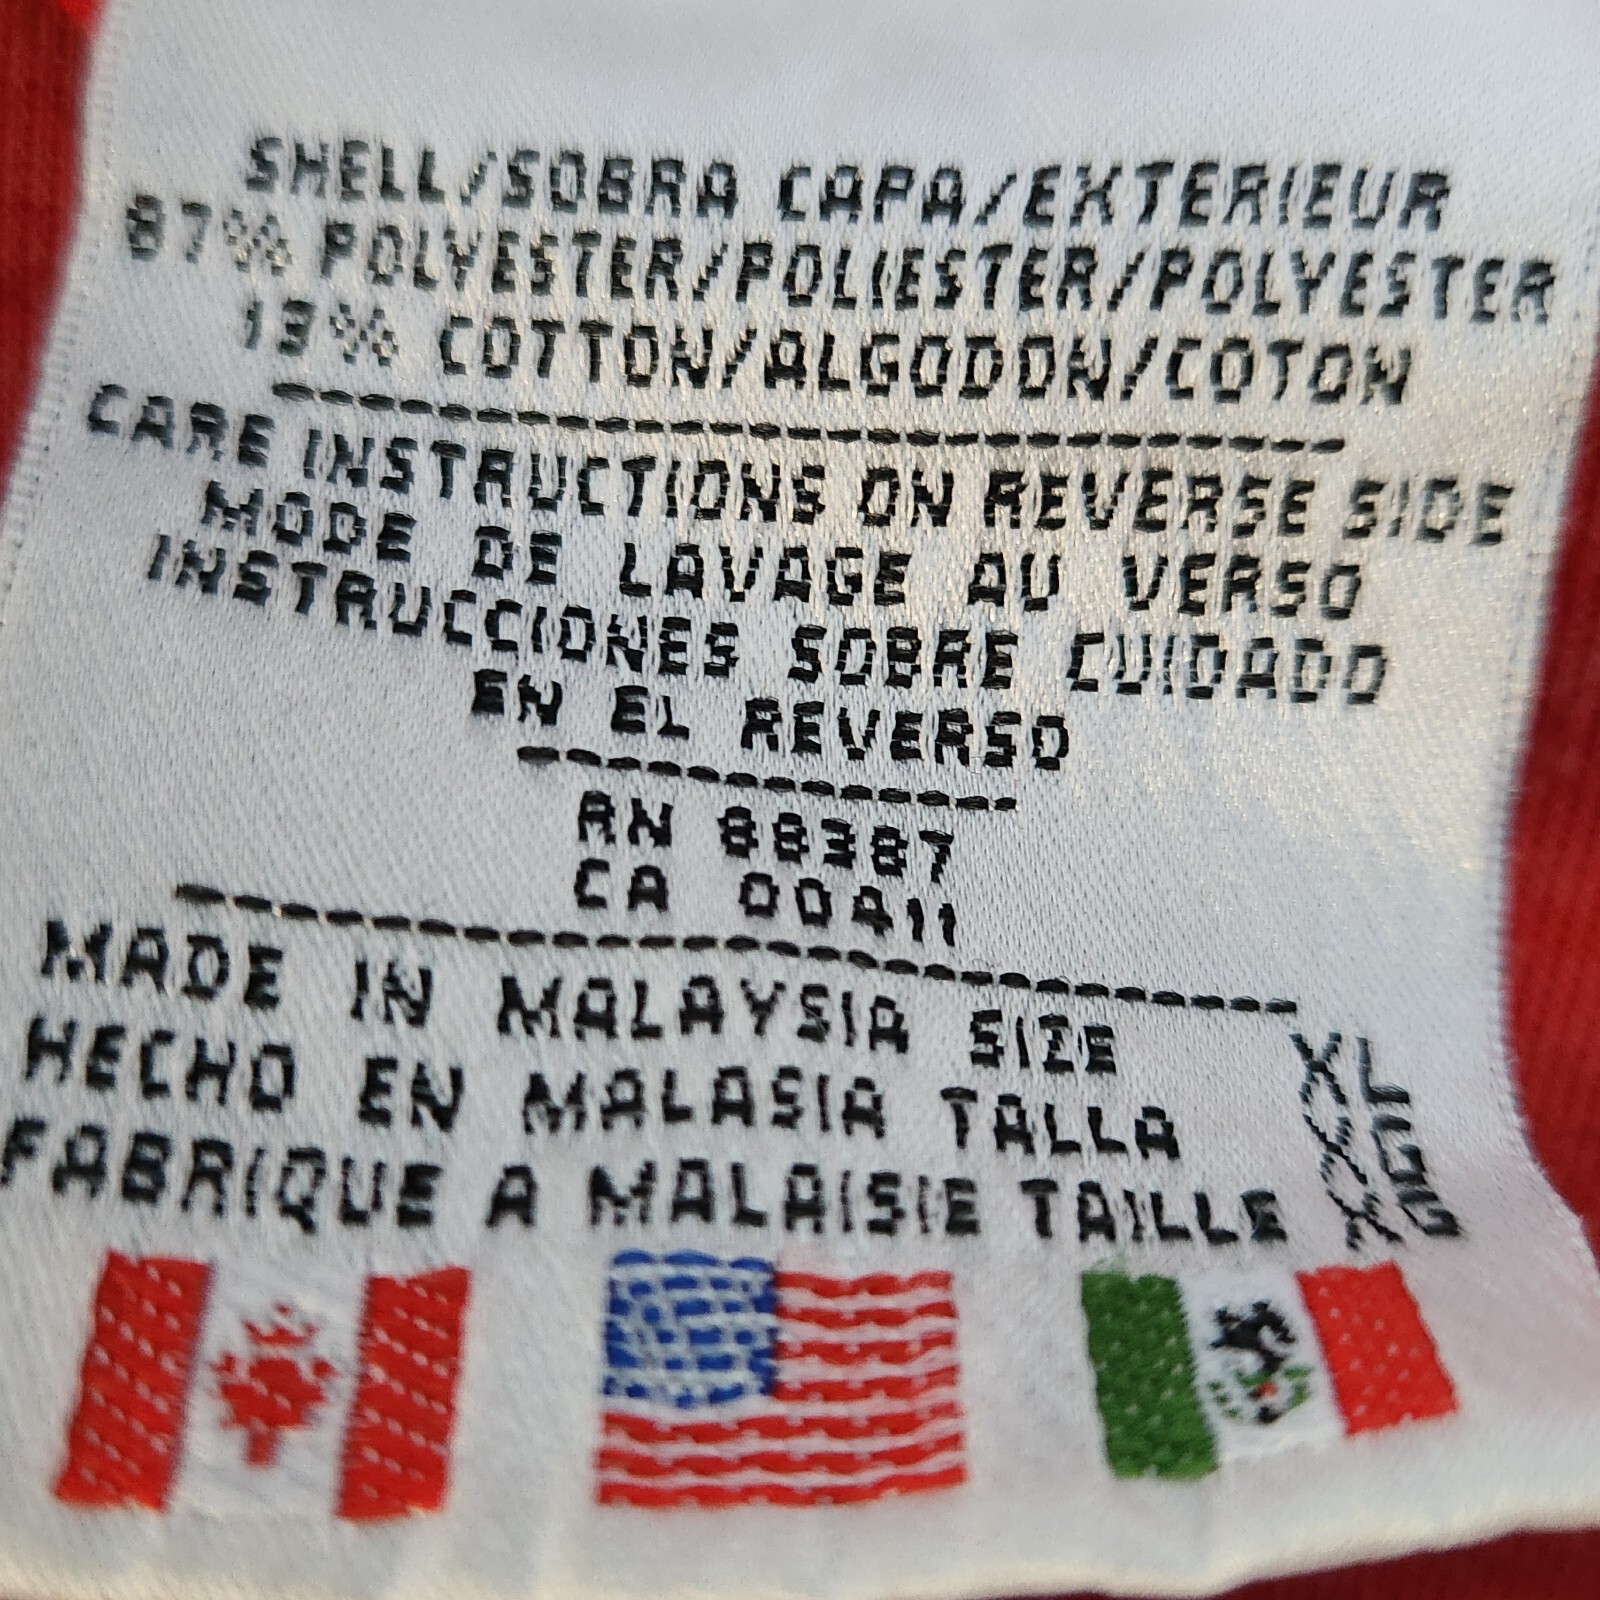 SHELL/SOBRA CAPA/EXTERIEUR
87% POLYESTER/POLIESTER/POLYESTER
13% COTTON/ALGODON/COTON
CARE INSTRUCTIONS ON REVERSE SIDE
MODE DE LAVAGE AU VERSO
INSTRUCCIONES SOBRE CUIDADO
EN EL REVERSO
RN 88387
CA 00411
MADE IN MALAYSIA SIZE XL
HECHO EN MALASIA TALLA XG
FABRIQUE A MALAISIE TAILLE XG